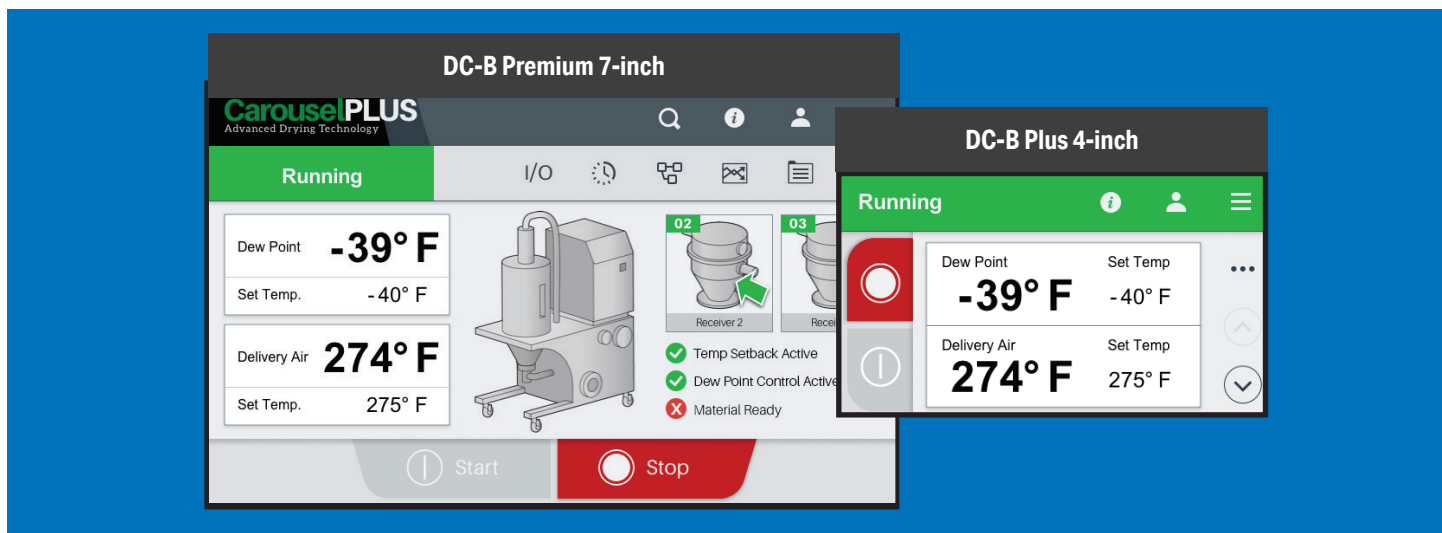 DC-B Premium 7-inch
CarouselPLUS
Advanced Drying Technology
Running
I/O
Dew Point -39° F
Set Temp. -40° F
Delivery Air 274° F
Set Temp. 275° F
02
03
Receiver 2
Recei
Temp Setback Active
Dew Point Control Active
Material Ready
Start
Stop
DC-B Plus 4-inch
Running
Dew Point Set Temp
-39° F -40° F
Delivery Air Set Temp
274° F 275° F